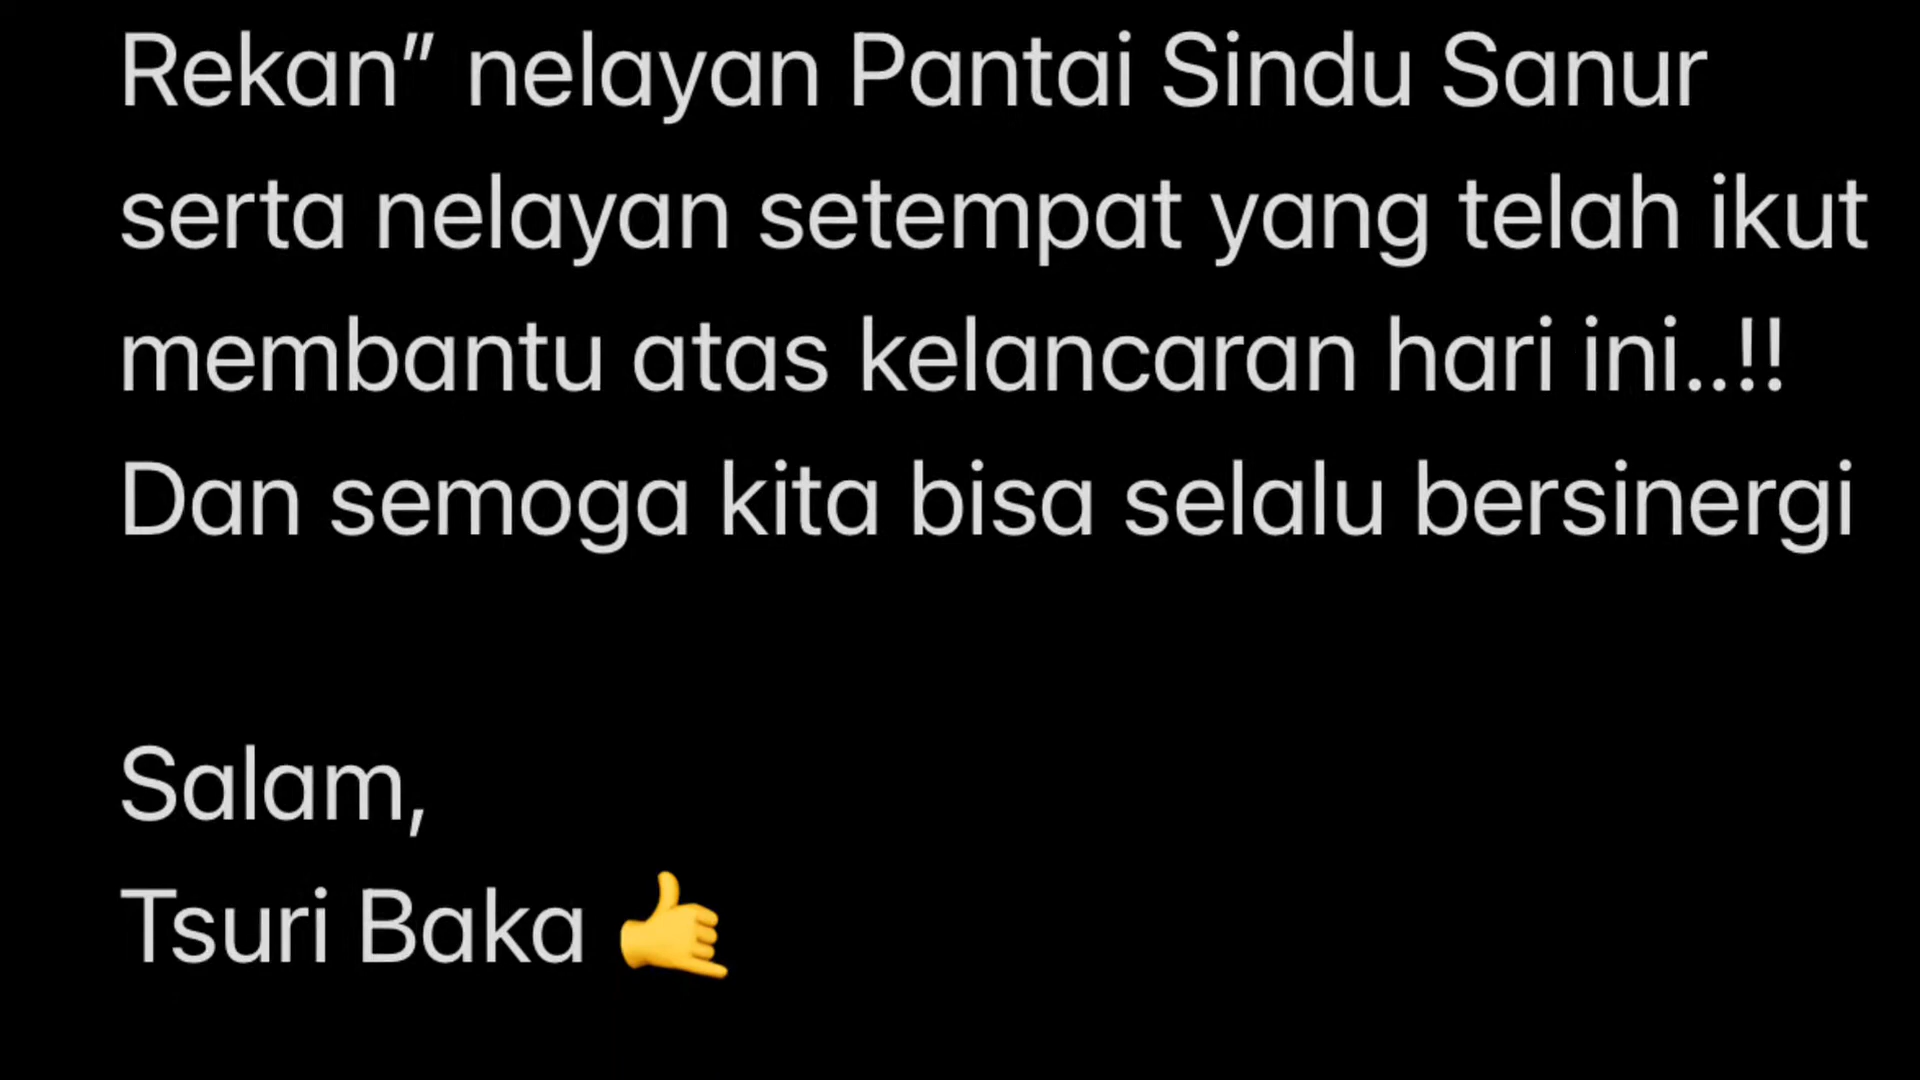 Rekan” nelayan Pantai Sindu Sanur
serta nelayan setempat yang telah ikut
membantu atas kelancaran hari ini..!!
Dan semoga kita bisa selalu bersinergi
Salam,
Tsuri Baka 🤙